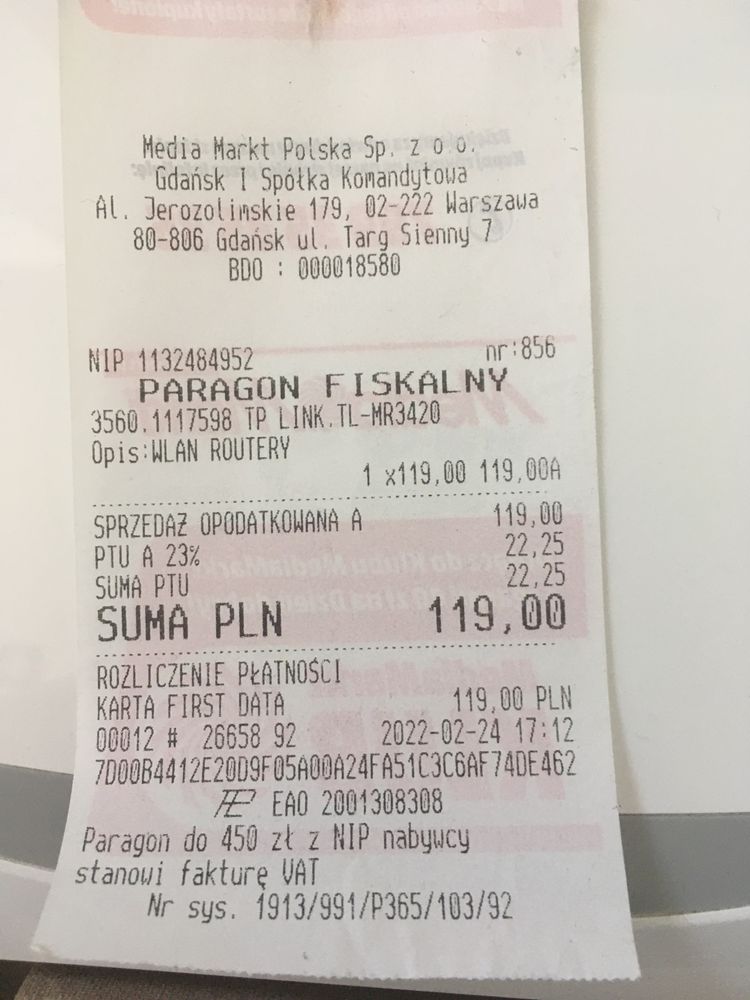 Media Markt Polska Sp. z o.o.
Gdańsk I Spółka Komandytowa
Al. Jerozolimskie 179, 02-222 Warszawa
80-806 Gdańsk ul. Targ Sienny 7
BDO : 000018580
NIP 1132484952 nr:856
PARAGON FISKALNY
3560.1117598 TP LINK.TL-MR3420
Opis:WLAN ROUTERY
1 x119,00 119,00A
SPRZEDAŻ OPODATKOWANA A 119,00
PTU A 23% 22,25
SUMA PTU 22,25
SUMA PLN 119,00
ROZLICZENIE PŁATNOŚCI
KARTA FIRST DATA 119,00 PLN
00012 # 26658 92 2022-02-24 17:12
7D00B4412E20D9F05A00A24FA51C3C6AF74DE462
EAO 2001308308
Paragon do 450 zł z NIP nabywcy
stanowi fakturę VAT
Nr sys. 1913/991/P365/103/92